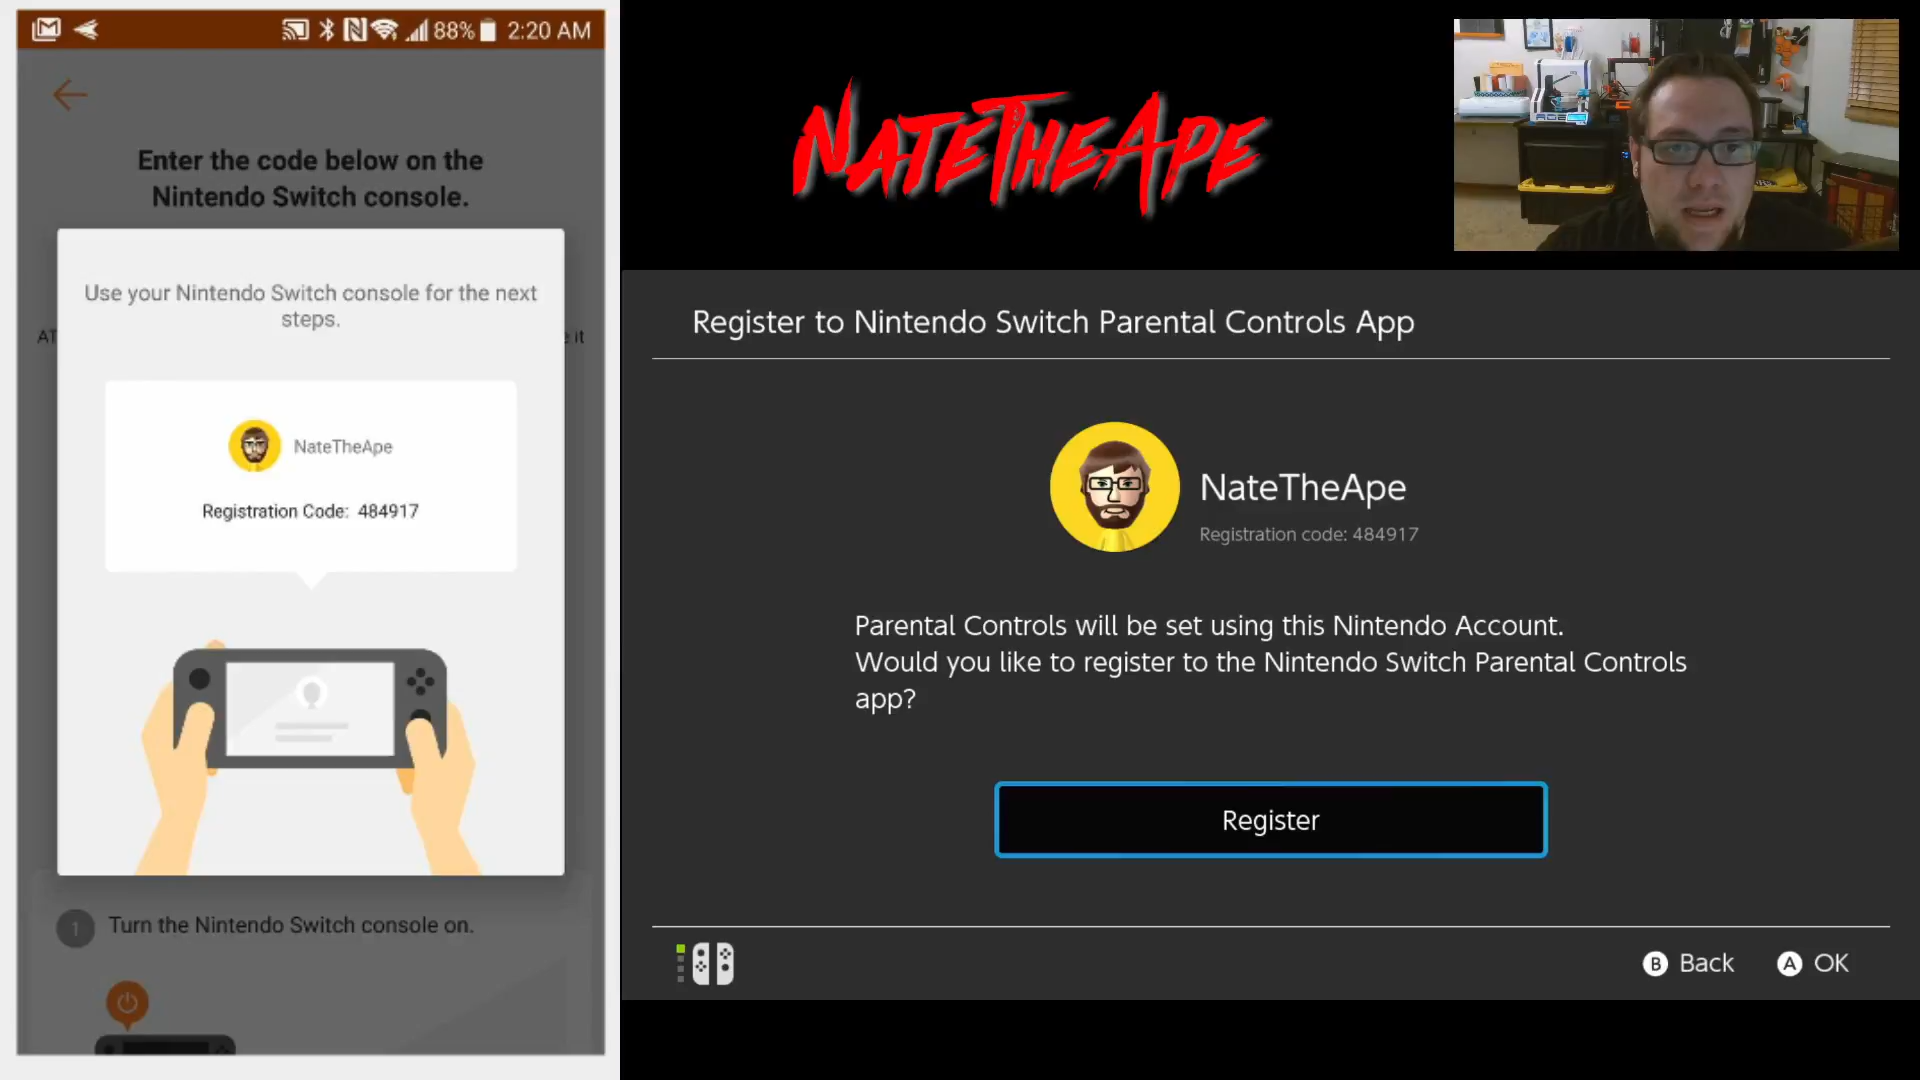 88% 2:20 AM
Enter the code below on the
Nintendo Switch console.
AT
e it
Use your Nintendo Switch console for the next
steps.
NateTheApe
Registration Code: 484917
1 Turn the Nintendo Switch console on.
NateTheApe
Register to Nintendo Switch Parental Controls App
NateTheApe
Registration code: 484917
Parental Controls will be set using this Nintendo Account.
Would you like to register to the Nintendo Switch Parental Controls
app?
Register
B Back A OK